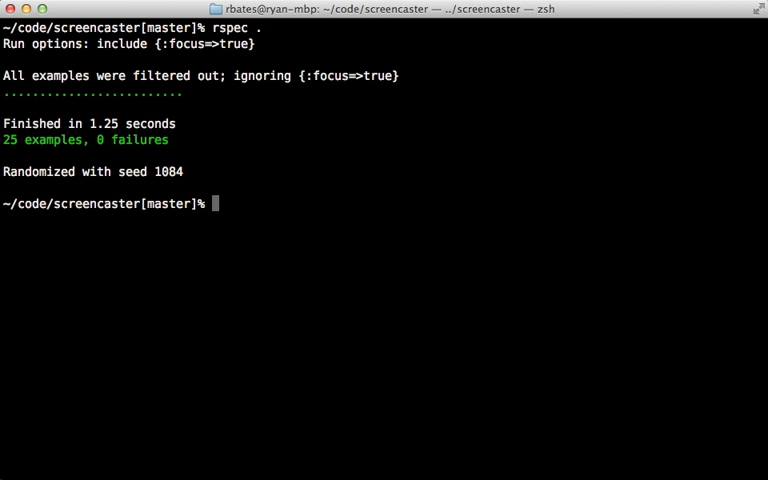 rbates@ryan-mbp: ~/code/screencaster — ../screencaster — zsh
~/code/screencaster[master]% rspec .
Run options: include {:focus=>true}
All examples were filtered out; ignoring {:focus=>true}
.........................
Finished in 1.25 seconds
25 examples, 0 failures
Randomized with seed 1084
~/code/screencaster[master]%